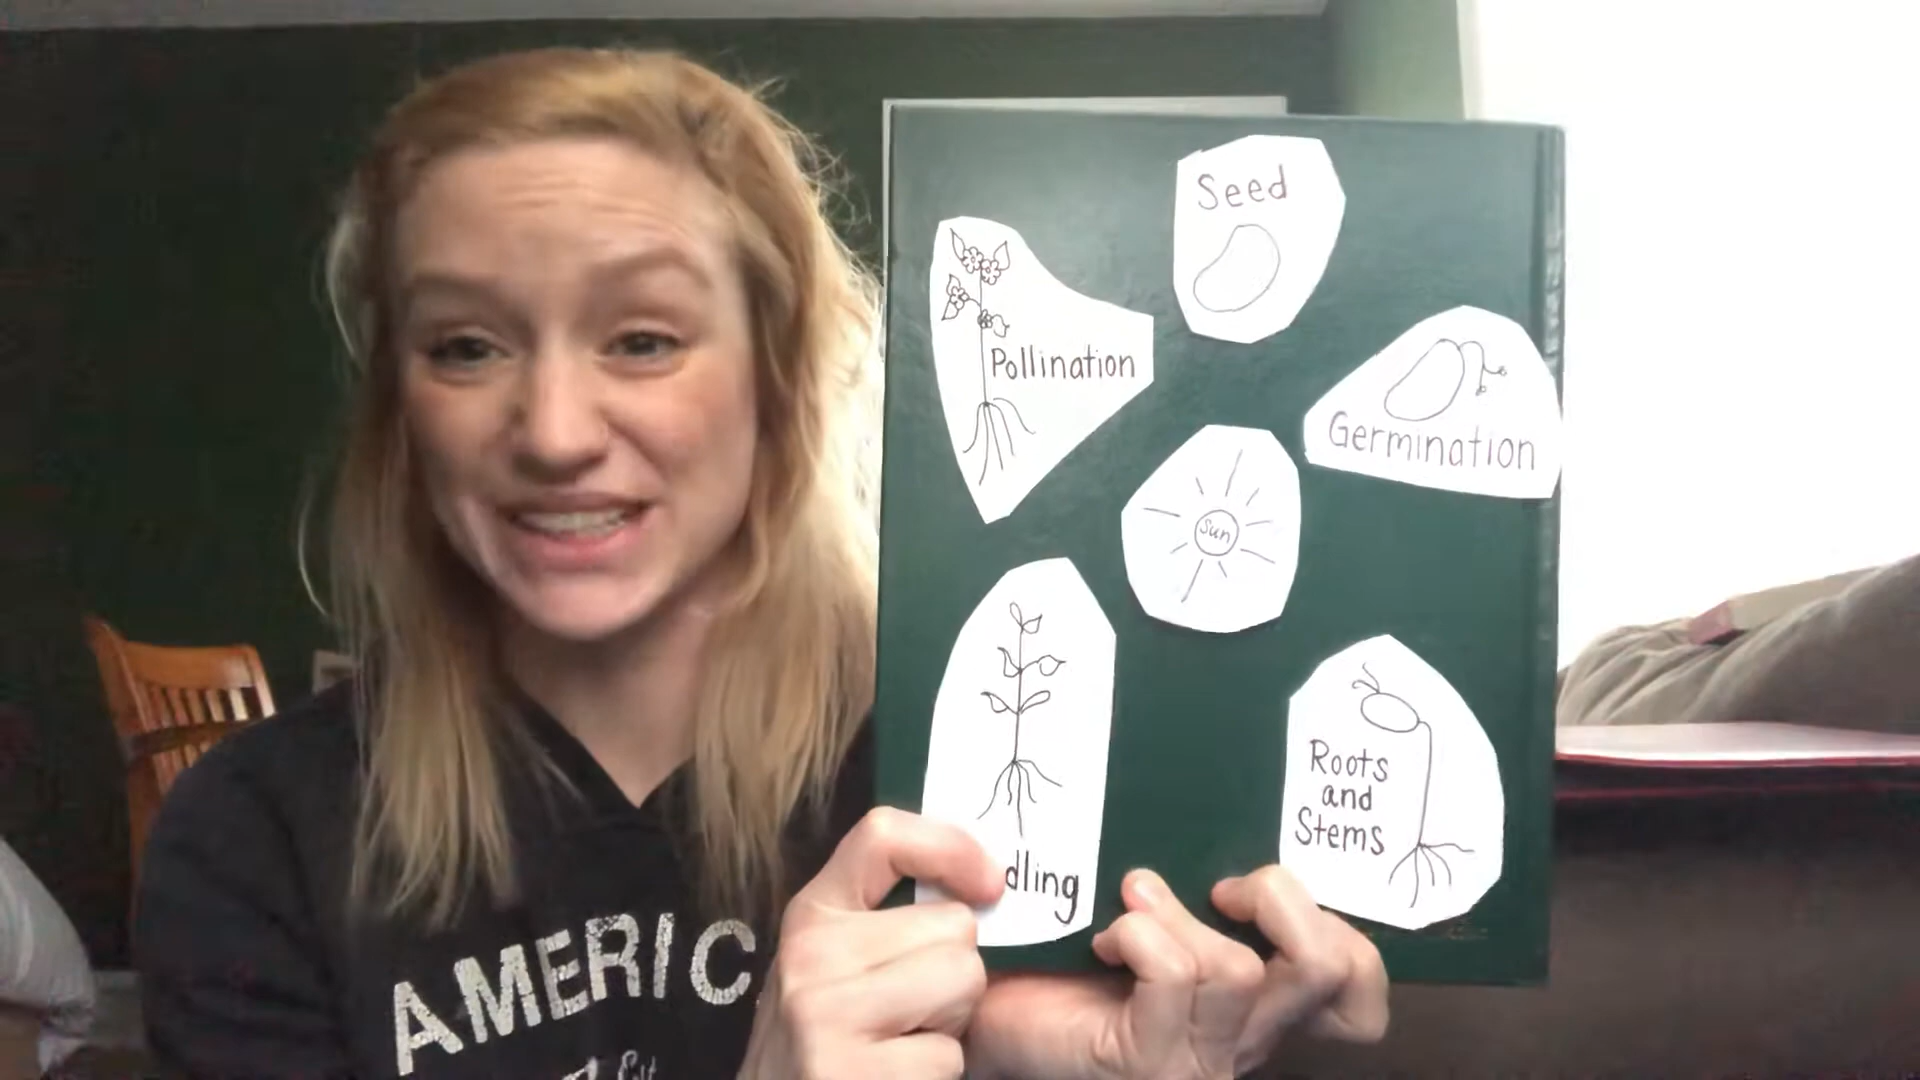 Seed
Pollination
Germination
sun
Roots
and
Stems
dling
AMERIC